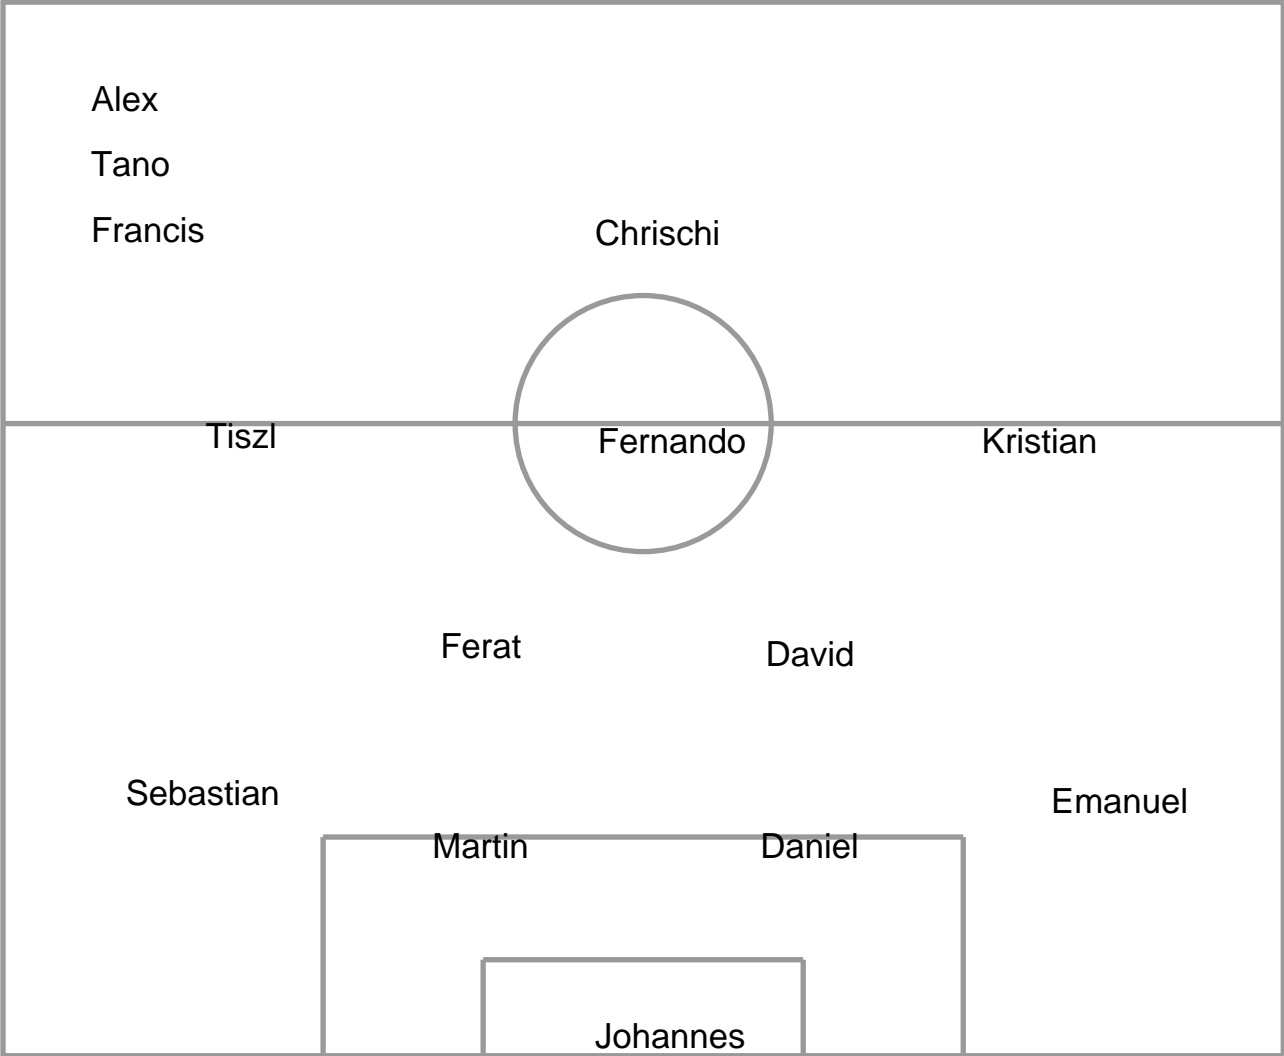 Alex
Tano
Francis
Chrischi
Tiszl
Fernando
Kristian
Ferat
David
Sebastian
Emanuel
Martin
Daniel
Johannes